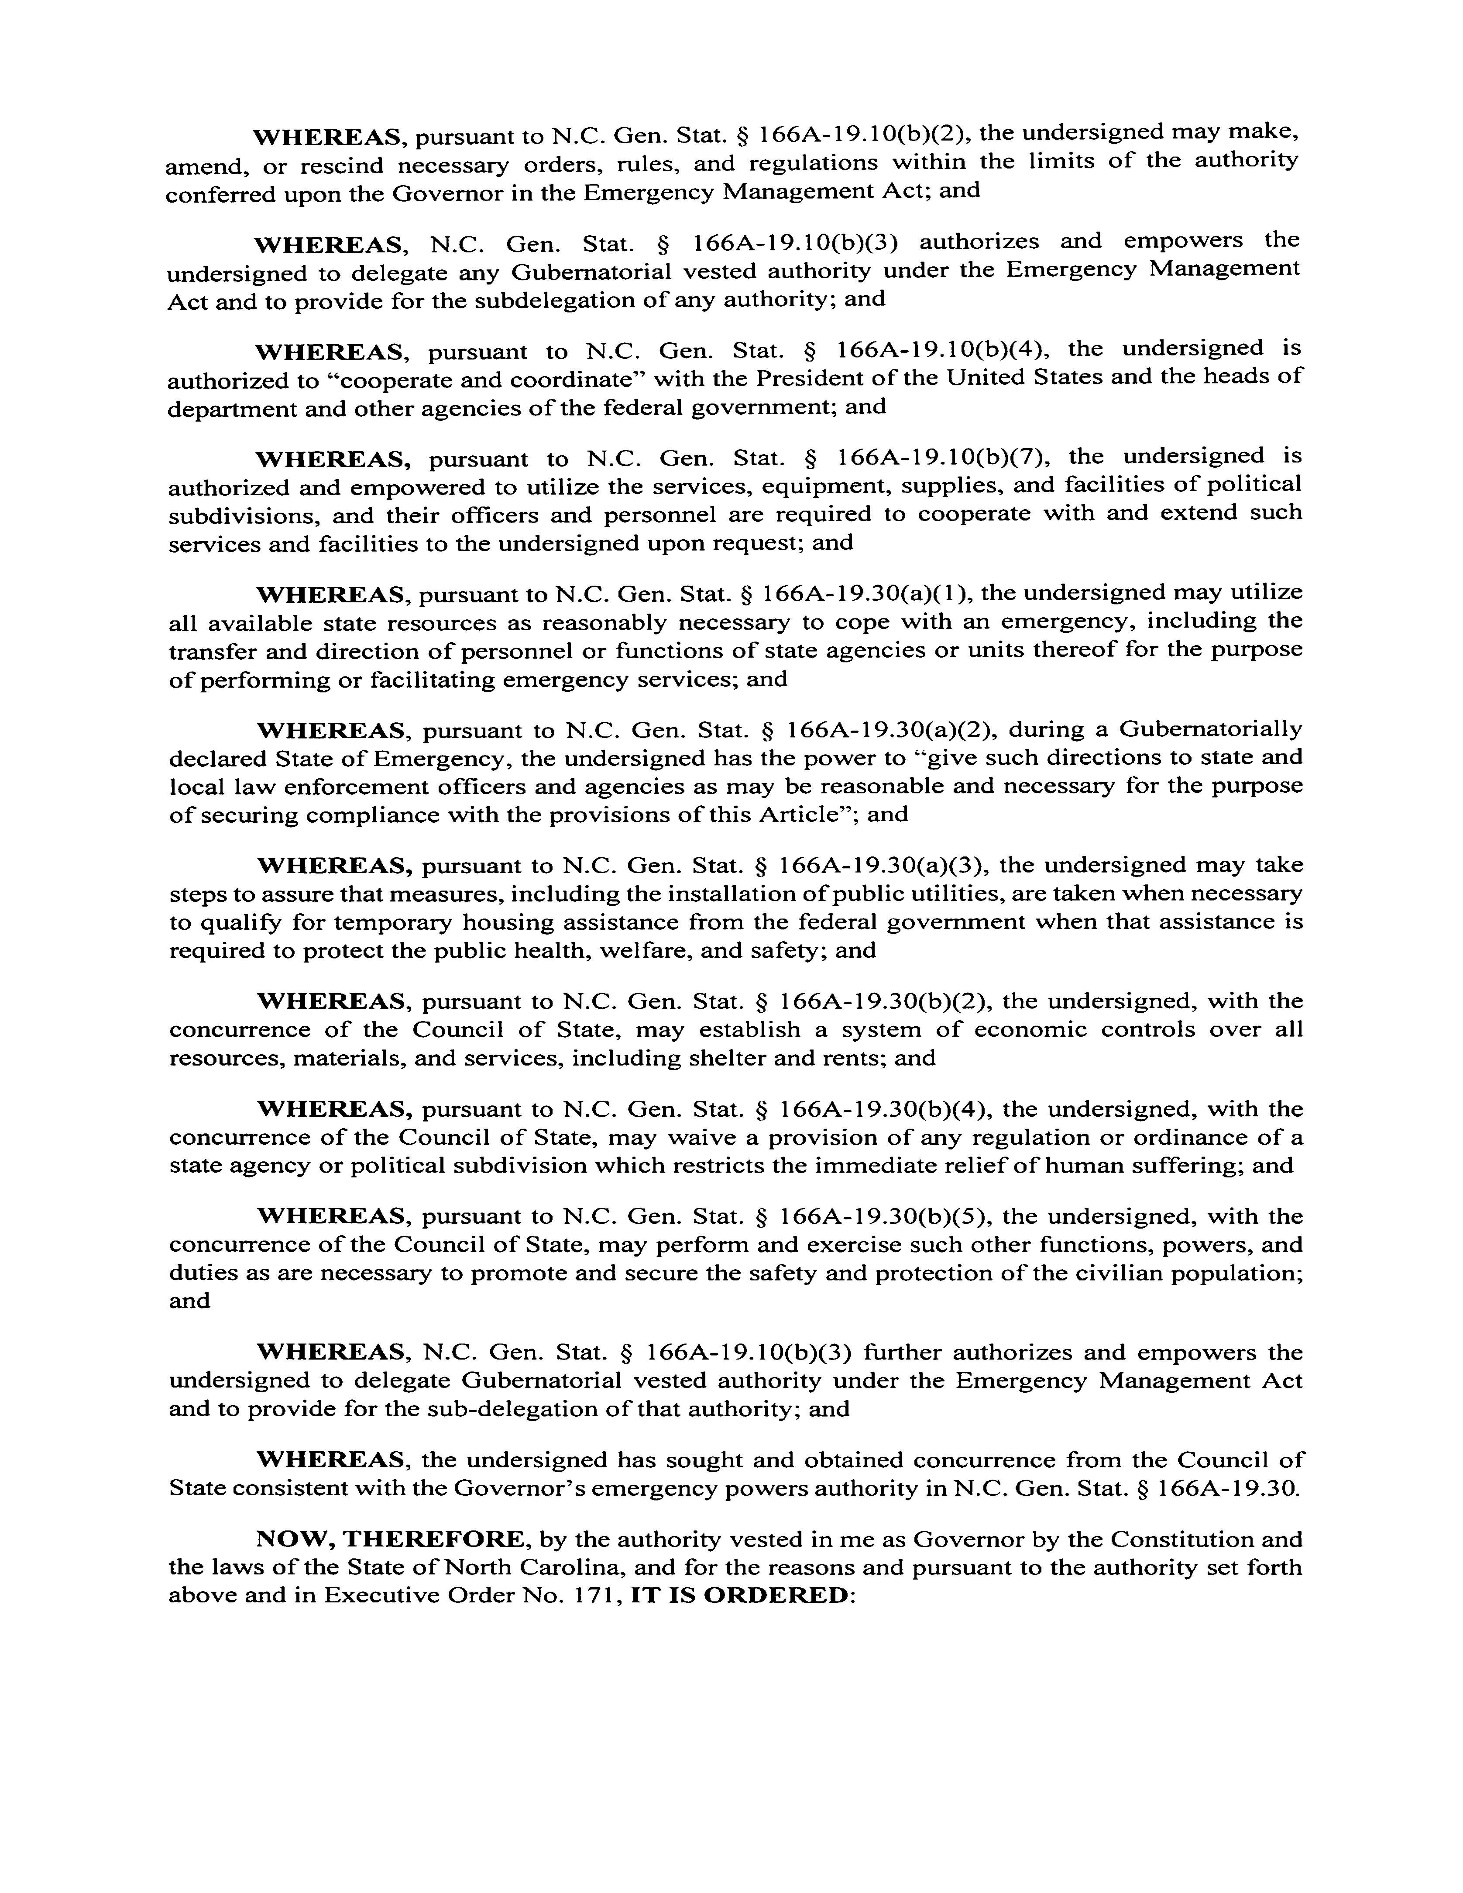 WHEREAS, pursuant to N.C. Gen. Stat. § 166A-19.10(b)(2), the undersigned may make,
amend, or rescind necessary orders, rules, and regulations within the limits of the authority
conferred upon the Governor in the Emergency Management Act; and
WHEREAS, N.C. Gen. Stat. § 166A-19.10(b)(3) authorizes and empowers the
undersigned to delegate any Gubernatorial vested authority under the Emergency Management
Act and to provide for the subdelegation of any authority; and
WHEREAS, pursuant to N.C. Gen. Stat. § 166A-19.10(b)(4), the undersigned is
authorized to “cooperate and coordinate” with the President of the United States and the heads of
department and other agencies of the federal government; and
WHEREAS, pursuant to N.C. Gen. Stat. § 166A-19.10(b)(7), the undersigned is
authorized and empowered to utilize the services, equipment, supplies, and facilities of political
subdivisions, and their officers and personnel are required to cooperate with and extend such
services and facilities to the undersigned upon request; and
WHEREAS, pursuant to N.C. Gen. Stat. § 166A-19.30(a)(1), the undersigned may utilize
all available state resources as reasonably necessary to cope with an emergency, including the
transfer and direction of personnel or functions of state agencies or units thereof for the purpose
of performing or facilitating emergency services; and
WHEREAS, pursuant to N.C. Gen. Stat. § 166A-19.30(a)(2), during a Gubernatorially
declared State of Emergency, the undersigned has the power to “give such directions to state and
local law enforcement officers and agencies as may be reasonable and necessary for the purpose
of securing compliance with the provisions of this Article”; and
WHEREAS, pursuant to N.C. Gen. Stat. § 166A-19.30(a)(3), the undersigned may take
steps to assure that measures, including the installation of public utilities, are taken when necessary
to qualify for temporary housing assistance from the federal government when that assistance is
required to protect the public health, welfare, and safety; and
WHEREAS, pursuant to N.C. Gen. Stat. § 166A-19.30(b)(2), the undersigned, with the
concurrence of the Council of State, may establish a system of economic controls over all
resources, materials, and services, including shelter and rents; and
WHEREAS, pursuant to N.C. Gen. Stat. § 166A-19.30(b)(4), the undersigned, with the
concurrence of the Council of State, may waive a provision of any regulation or ordinance of a
state agency or political subdivision which restricts the immediate relief of human suffering; and
WHEREAS, pursuant to N.C. Gen. Stat. § 166A-19.30(b)(5), the undersigned, with the
concurrence of the Council of State, may perform and exercise such other functions, powers, and
duties as are necessary to promote and secure the safety and protection of the civilian population;
and
WHEREAS, N.C. Gen. Stat. § 166A-19.10(b)(3) further authorizes and empowers the
undersigned to delegate Gubernatorial vested authority under the Emergency Management Act
and to provide for the sub-delegation of that authority; and
WHEREAS, the undersigned has sought and obtained concurrence from the Council of
State consistent with the Governor’s emergency powers authority in N.C. Gen. Stat. § 166A-19.30.
NOW, THEREFORE, by the authority vested in me as Governor by the Constitution and
the laws of the State of North Carolina, and for the reasons and pursuant to the authority set forth
above and in Executive Order No. 171, IT IS ORDERED: